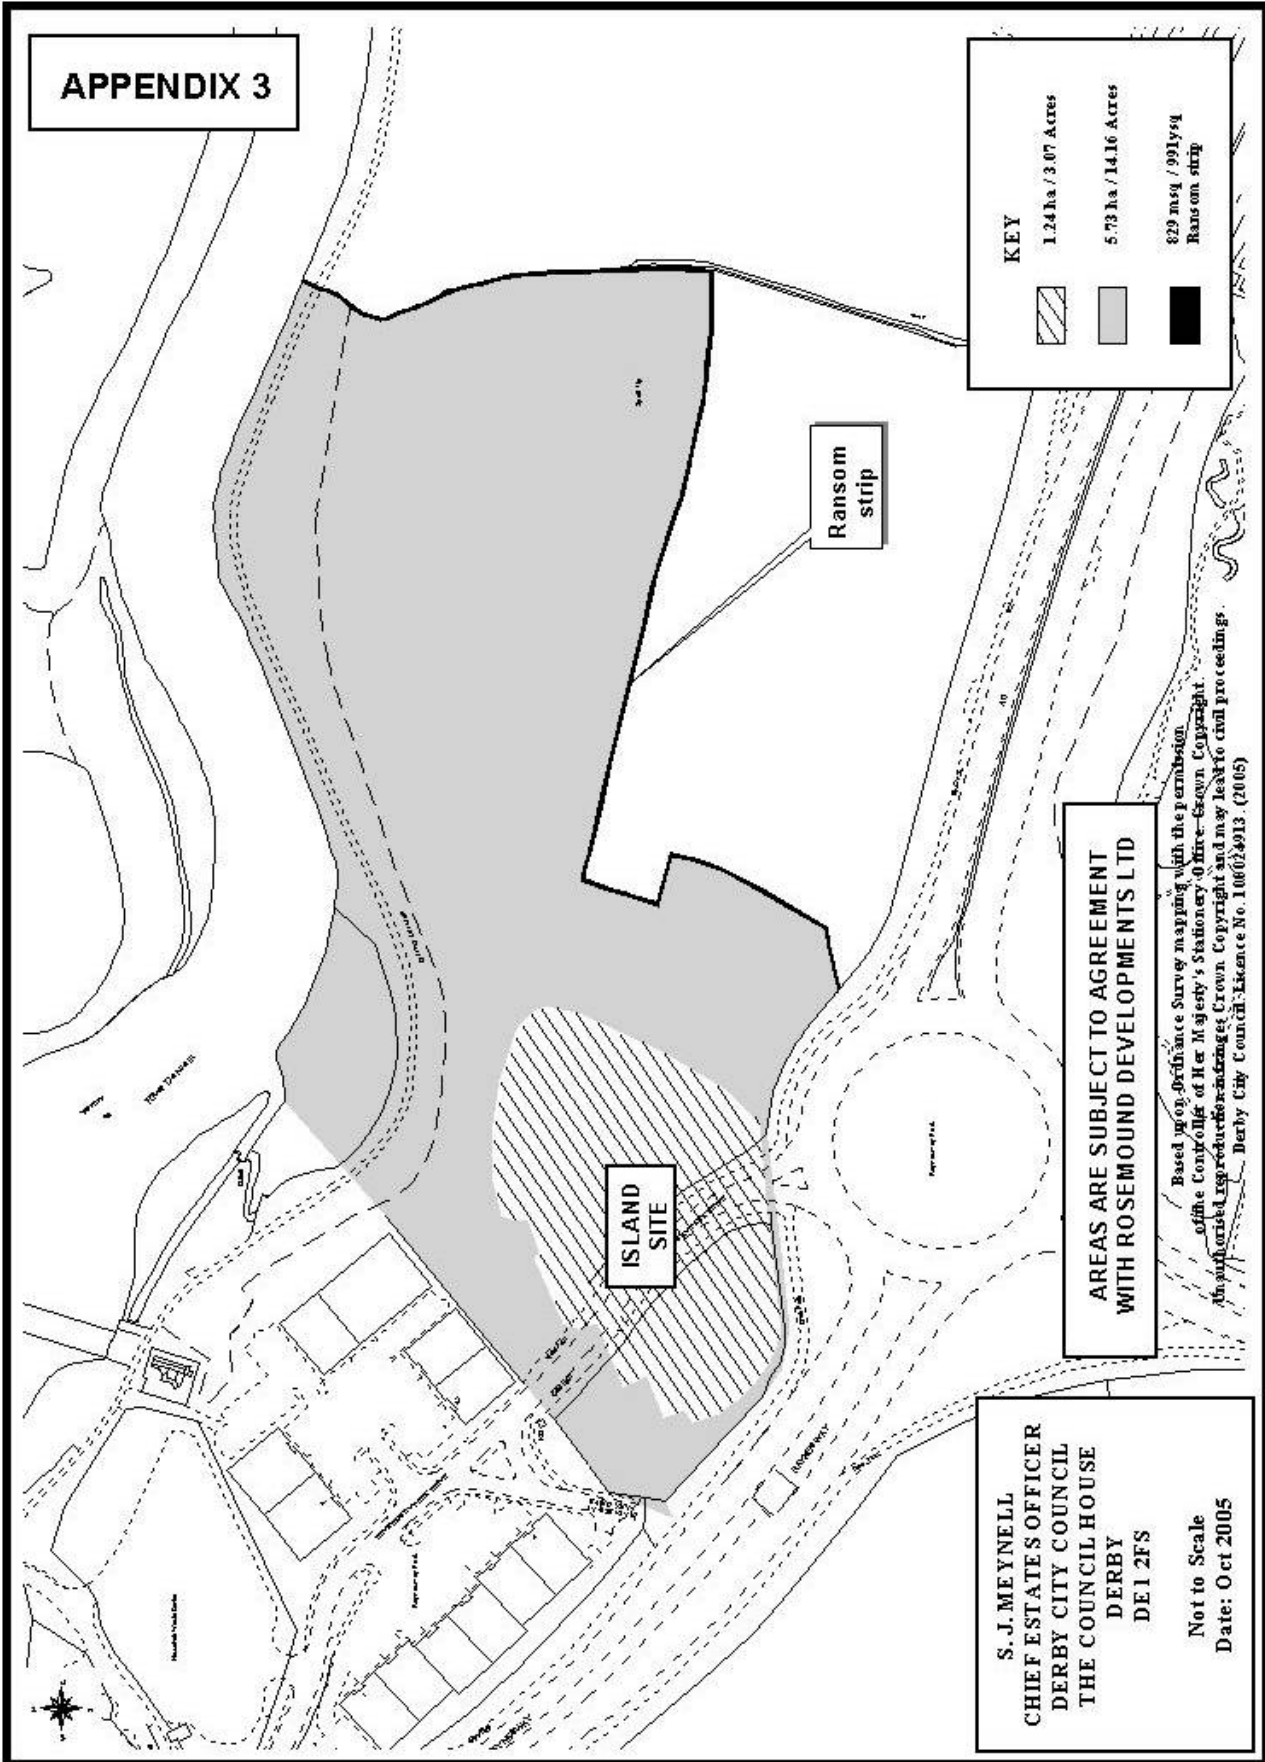 APPENDIX 3
KEY
1.24 ha / 3.07 Acres
5.73 ha / 14.16 Acres
829 msq / 991ysq
Ransom strip
Ransom
strip
ISLAND
SITE
AREAS ARE SUBJECT TO AGREEMENT
WITH ROSEMOUND DEVELOPMENTS LTD
Based upon Ordnance Survey mapping with the permission
of the Controller of Her Majesty's Stationery Office. Crown Copyright.
Unauthorised reproduction infringes Crown Copyright and may lead to civil proceedings.
Derby City Council Licence No. 100024913. (2005)
S. J. MEYNELL
CHIEF ESTATES OFFICER
DERBY CITY COUNCIL
THE COUNCIL HOUSE
DERBY
DE1 2FS
Not to Scale
Date: Oct 2005
River Derwent